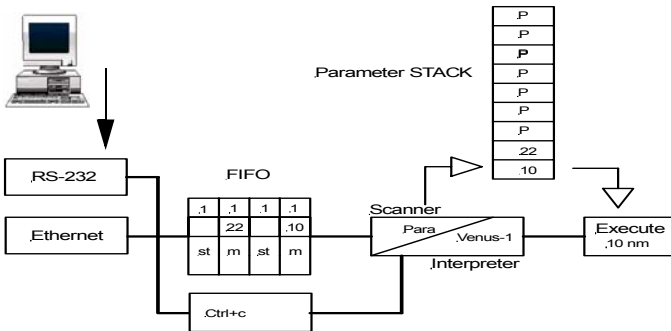 .P
.P
.P
.P
.P
.P
.P
.22
.10
.Parameter STACK
.RS-232
.Ethernet
FIFO
.1 .1 .1 .1
.22 .10
.st .m .st .m
.Ctrl+c
.Scanner
.Para
.Venus-1
.Interpreter
.Execute
.10 nm